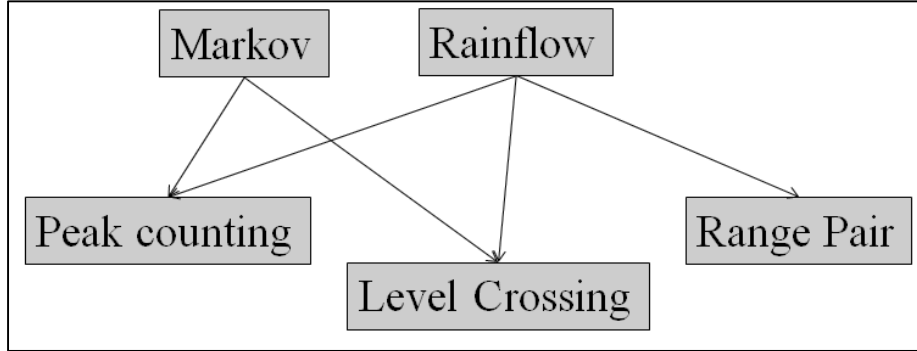 Markov
Rainflow
Peak counting
Range Pair
Level Crossing